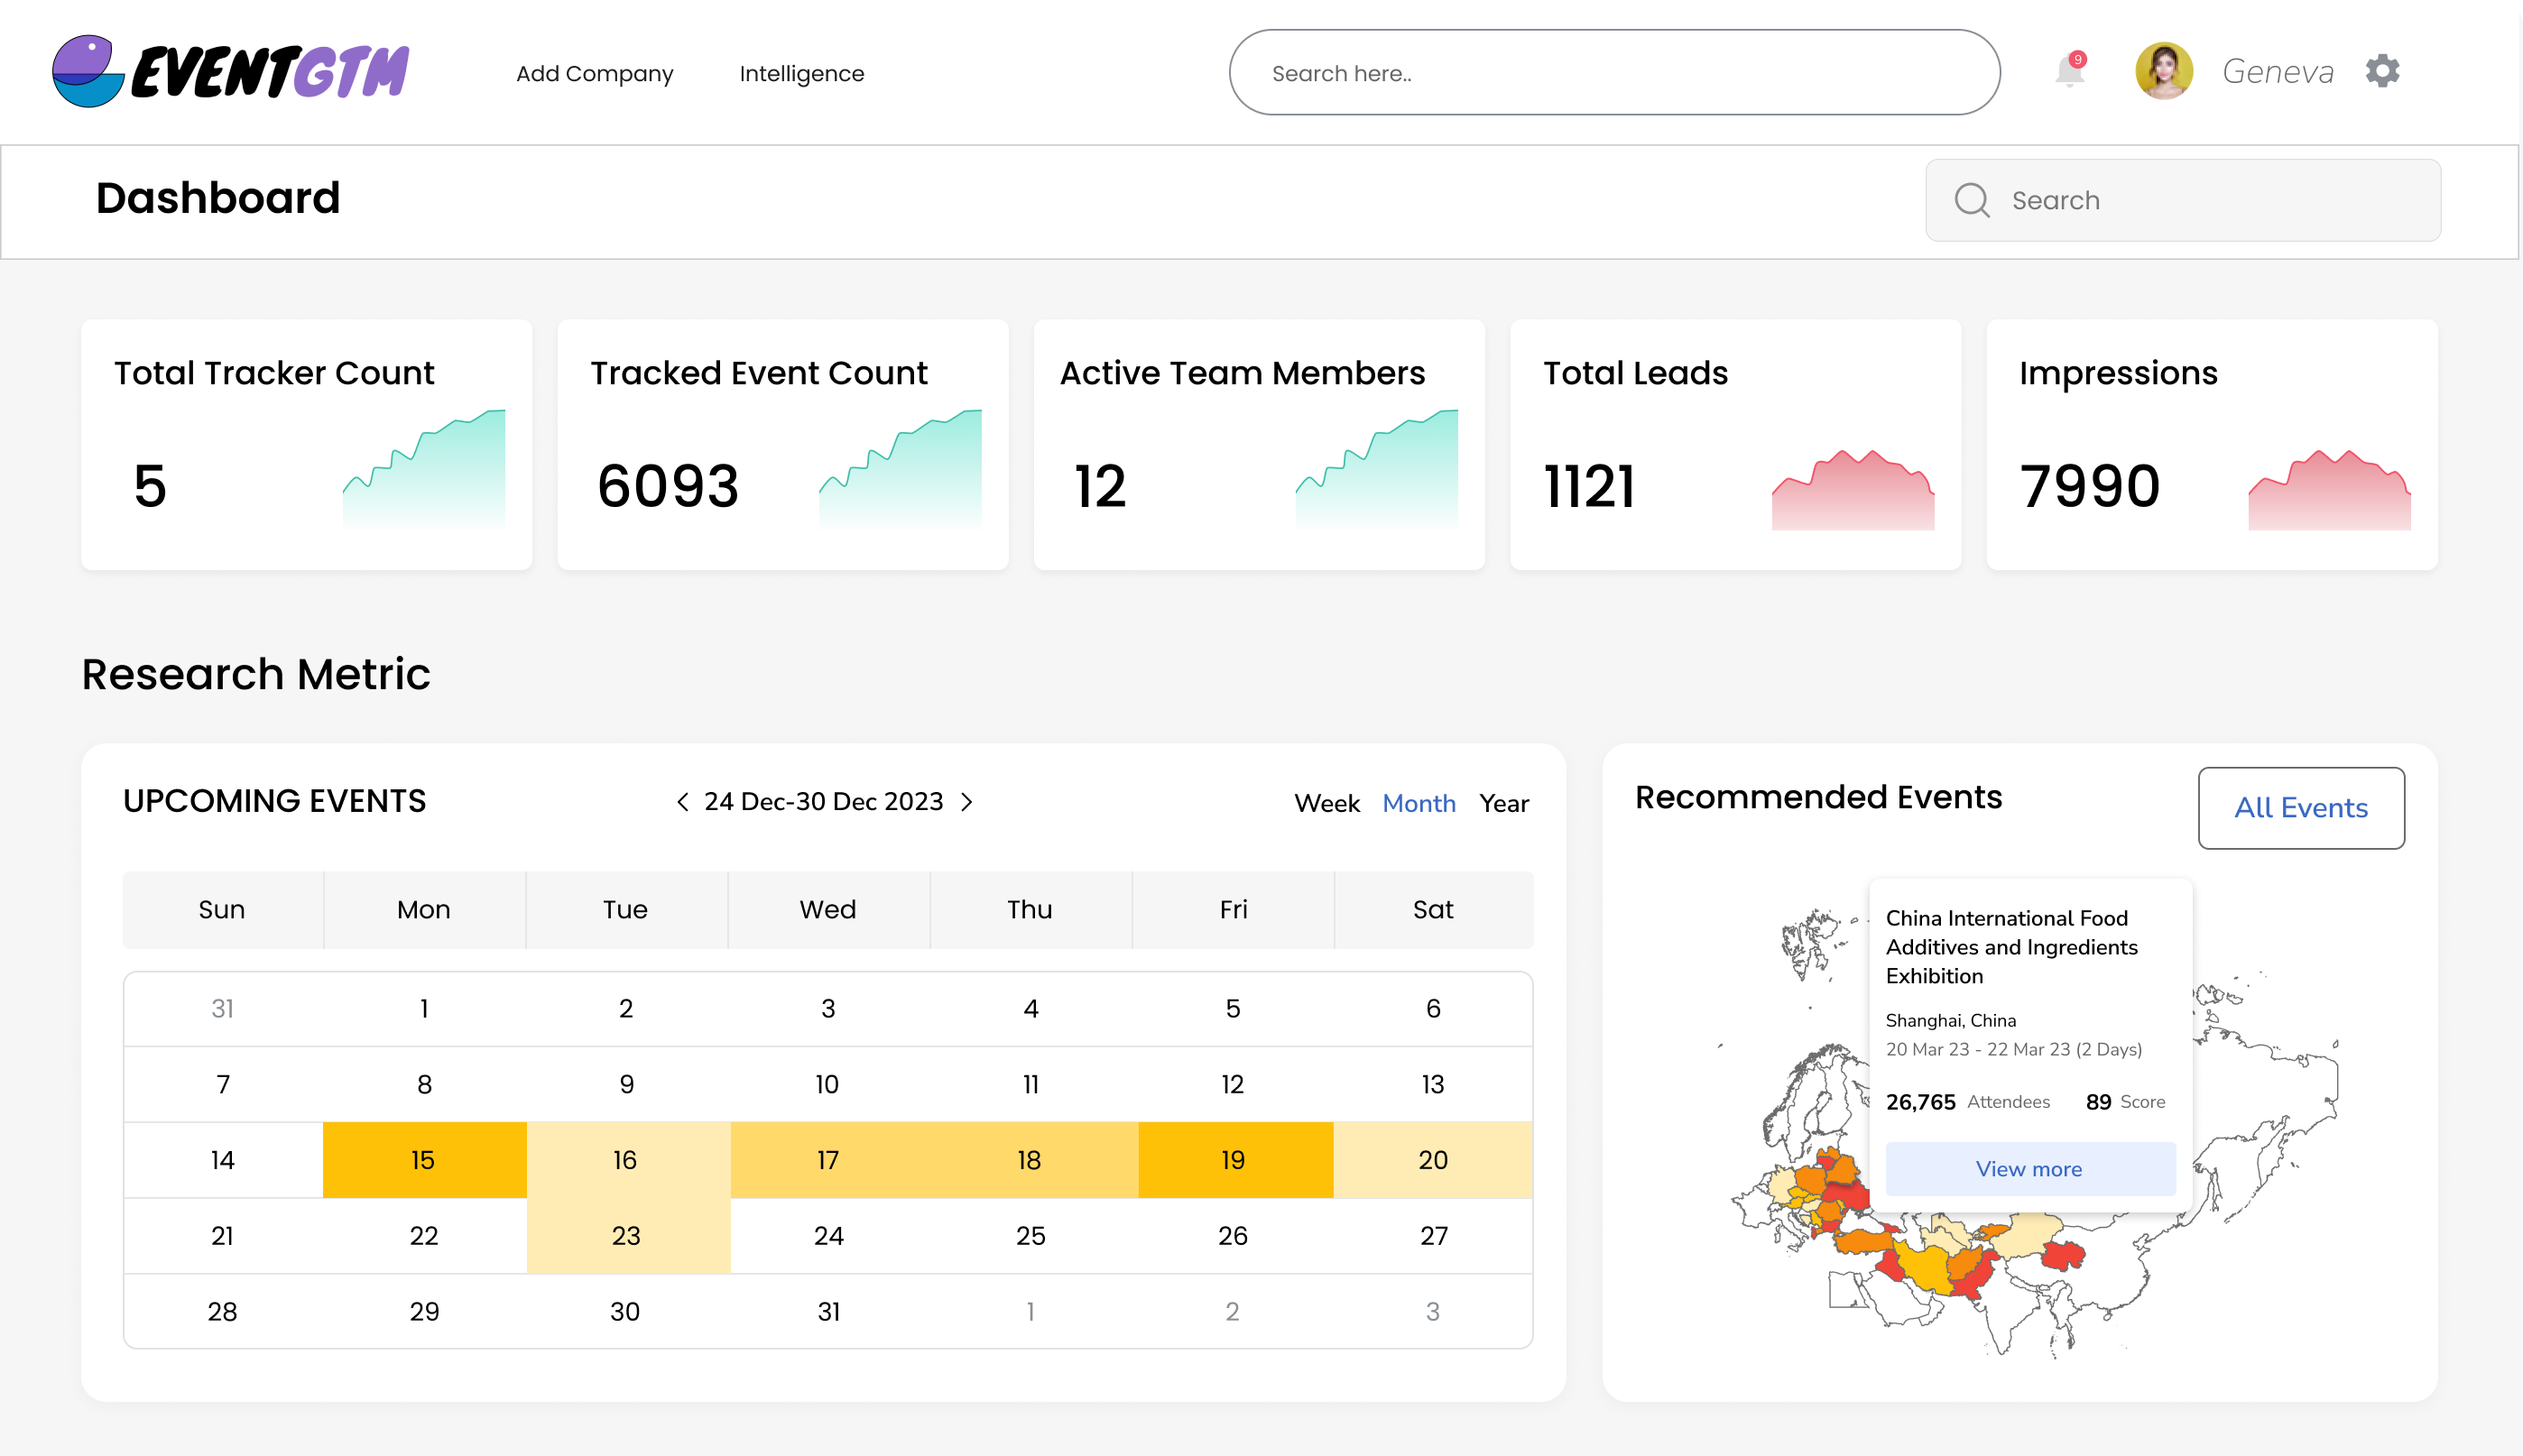 EVENTGTM
Add Company Intelligence Search here.. 9 Geneva
Dashboard
Search
Total Tracker Count
5
Tracked Event Count
6093
Active Team Members
12
Total Leads
1121
Impressions
7990
Research Metric
UPCOMING EVENTS < 24 Dec-30 Dec 2023 > Week Month Year
Sun Mon Tue Wed Thu Fri Sat
31 1 2 3 4 5 6
7 8 9 10 11 12 13
14 15 16 17 18 19 20
21 22 23 24 25 26 27
28 29 30 31 1 2 3
Recommended Events
All Events
China International Food
Additives and Ingredients
Exhibition
Shanghai, China
20 Mar 23 - 22 Mar 23 (2 Days)
26,765 Attendees 89 Score
View more